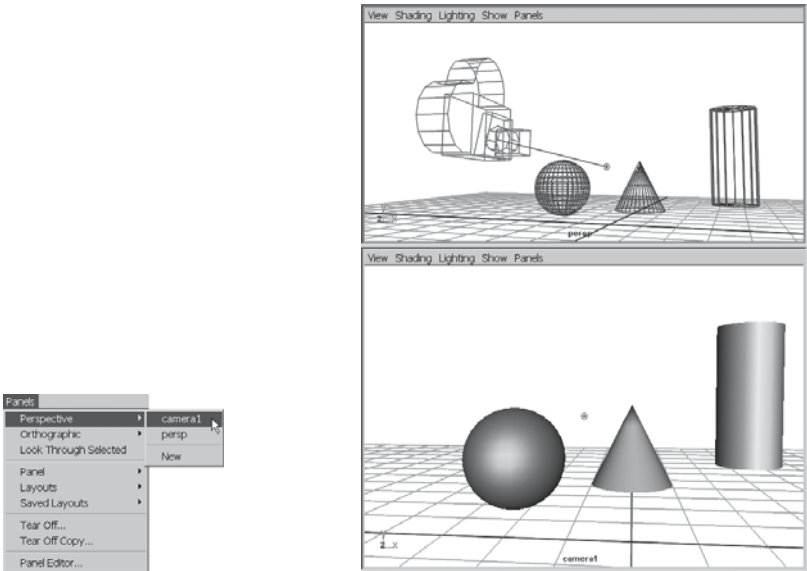 View Shading Lighting Show Panels
persp
View Shading Lighting Show Panels
camera1
Panels
Perspective
camera1
Orthographic
persp
Look Through Selected
New
Panel
Layouts
Saved Layouts
Tear Off...
Tear Off Copy...
Panel Editor...